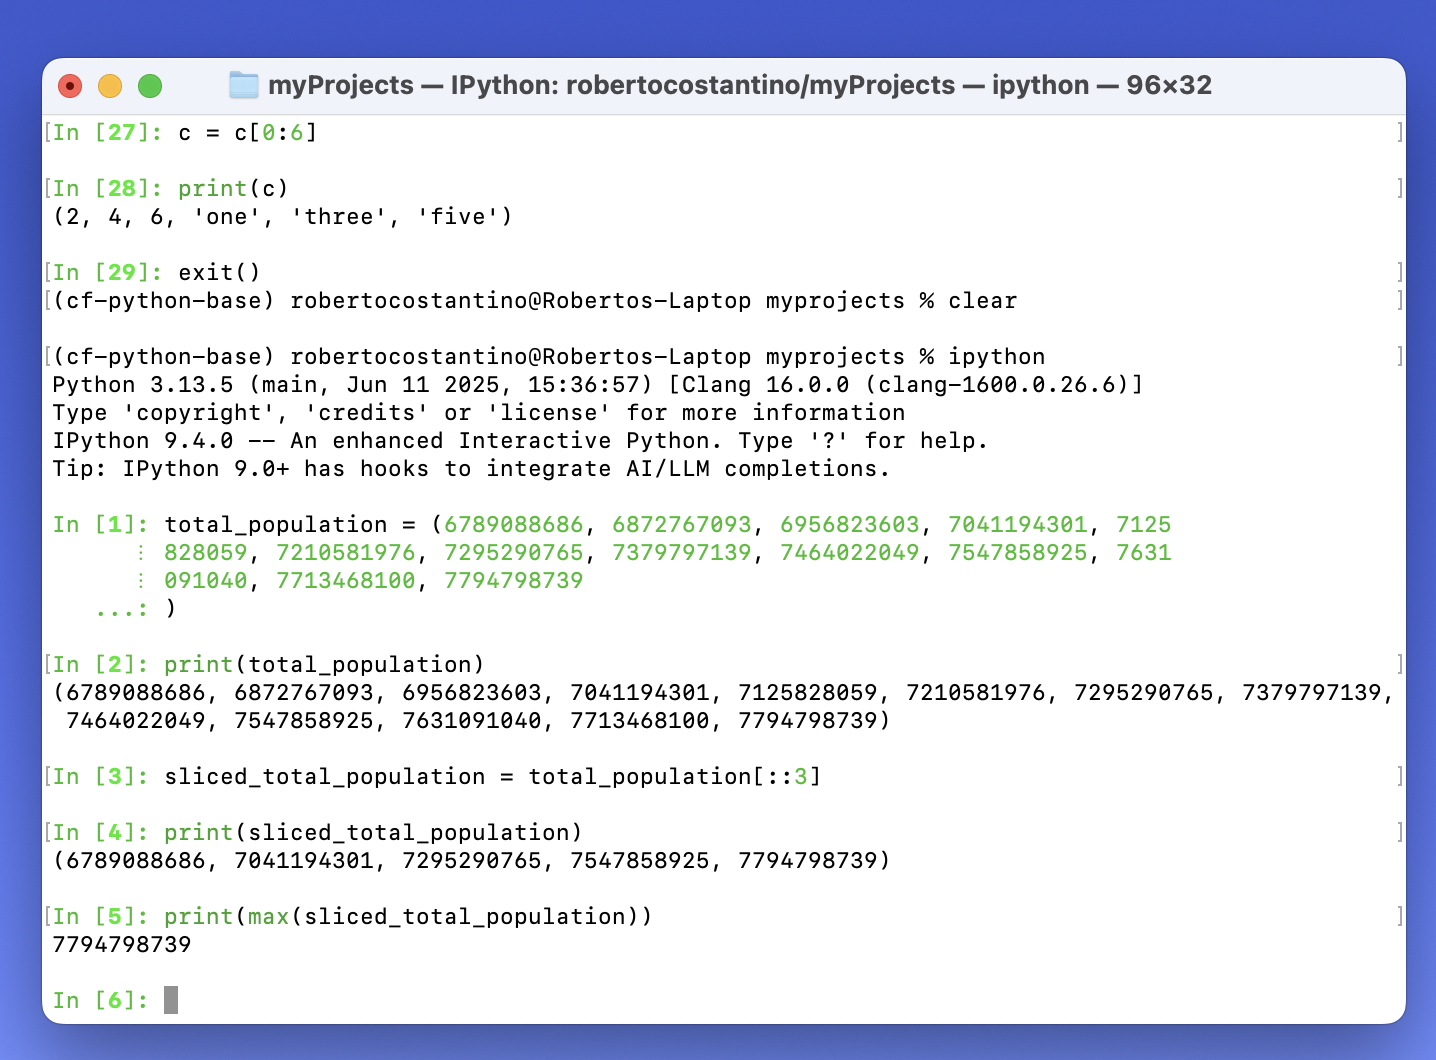 myProjects — IPython: robertocostantino/myProjects — ipython — 96×32
[In [27]: c = c[0:6] ]
[In [28]: print(c) ]
(2, 4, 6, 'one', 'three', 'five')
[In [29]: exit() ]
[(cf-python-base) robertocostantino@Robertos-Laptop myprojects % clear ]
[(cf-python-base) robertocostantino@Robertos-Laptop myprojects % ipython ]
Python 3.13.5 (main, Jun 11 2025, 15:36:57) [Clang 16.0.0 (clang-1600.0.26.6)]
Type 'copyright', 'credits' or 'license' for more information
IPython 9.4.0 -- An enhanced Interactive Python. Type '?' for help.
Tip: IPython 9.0+ has hooks to integrate AI/LLM completions.
In [1]: total_population = (6789088686, 6872767093, 6956823603, 7041194301, 7125
⋮ 828059, 7210581976, 7295290765, 7379797139, 7464022049, 7547858925, 7631
⋮ 091040, 7713468100, 7794798739
...: )
[In [2]: print(total_population) ]
(6789088686, 6872767093, 6956823603, 7041194301, 7125828059, 7210581976, 7295290765, 7379797139,
7464022049, 7547858925, 7631091040, 7713468100, 7794798739)
[In [3]: sliced_total_population = total_population[::3] ]
[In [4]: print(sliced_total_population) ]
(6789088686, 7041194301, 7295290765, 7547858925, 7794798739)
[In [5]: print(max(sliced_total_population)) ]
7794798739
In [6]: